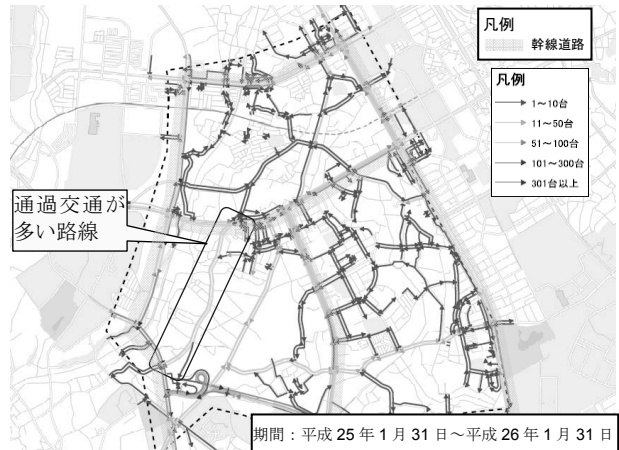 凡例
幹線道路
凡例
1～10台
11～50台
51～100台
101～300台
301台以上
通過交通が
多い路線
期間：平成 25 年 1 月 31 日～平成 26 年 1 月 31 日